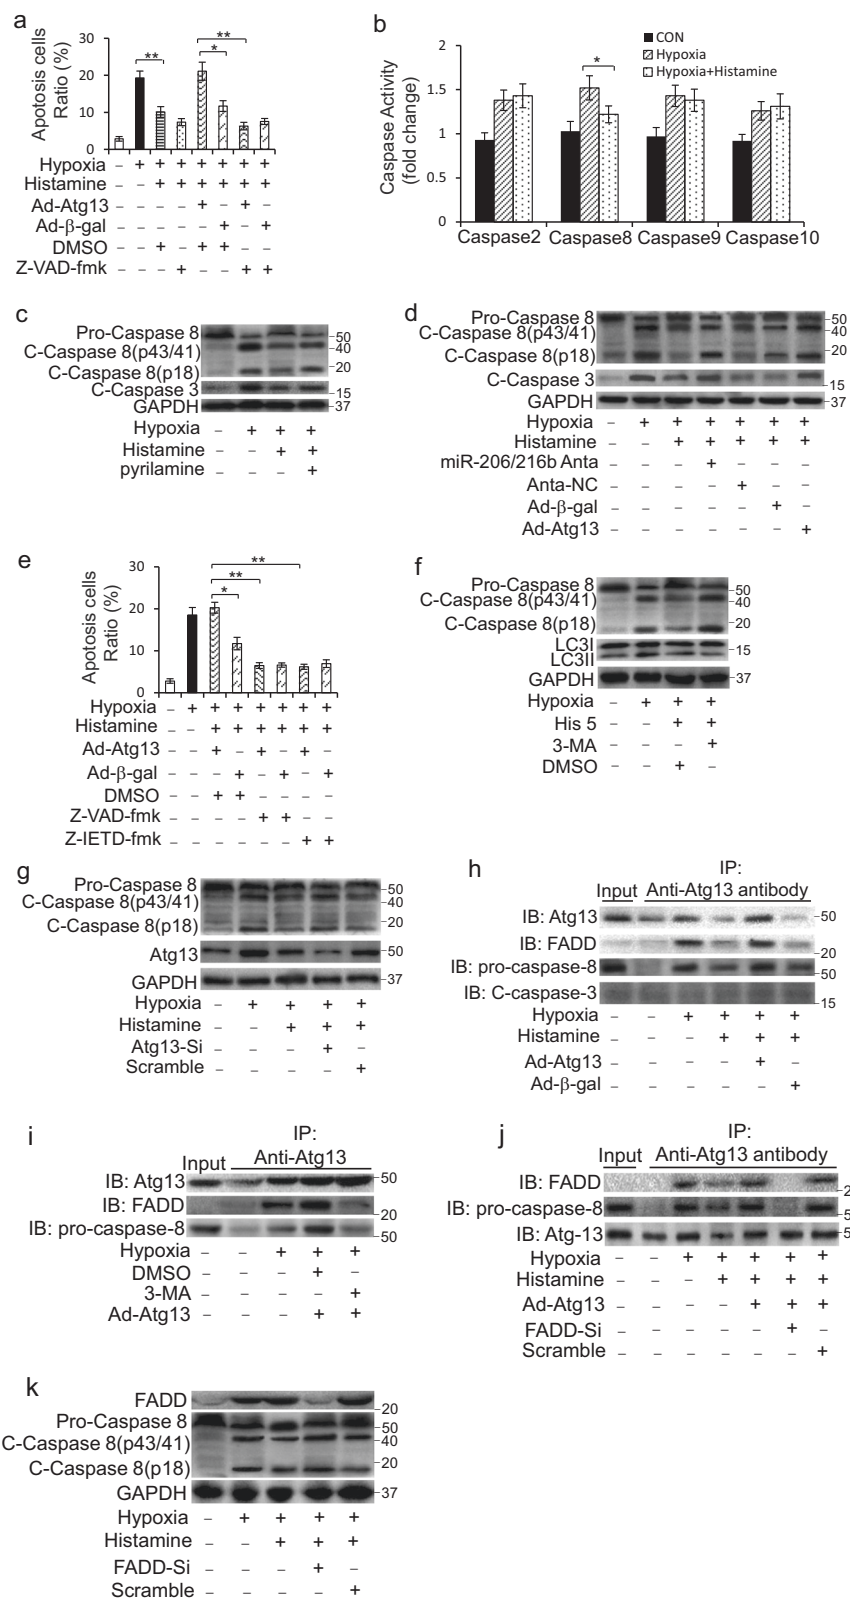 a
Apotosis cells
Ratio (%)
30
20
10
0
**
**
*
Hypoxia – + + + + + + +
Histamine – – + + + + + +
Ad-Atg13 – – – – + – + –
Ad-β-gal – – – – – + – +
DMSO – – + – + + – –
Z-VAD-fmk – – – + – – + +
b
Caspase Activity
(fold change)
2
1.5
1
0.5
0
CON
Hypoxia
Hypoxia+Histamine
*
Caspase2 Caspase8 Caspase9 Caspase10
c
Pro-Caspase 8
C-Caspase 8(p43/41)
C-Caspase 8(p18)
C-Caspase 3
GAPDH
50
40
20
15
37
Hypoxia – + + +
Histamine – – + +
pyrilamine – – – +
d
Pro-Caspase 8
C-Caspase 8(p43/41)
C-Caspase 8(p18)
C-Caspase 3
GAPDH
50
40
20
15
37
Hypoxia – + + + + + +
Histamine – – + + + + +
miR-206/216b Anta – – – + – – –
Anta-NC – – – – + – –
Ad-β-gal – – – – – + –
Ad-Atg13 – – – – – – +
e
Apotosis cells
Ratio (%)
30
20
10
0
**
**
*
Hypoxia – + + + + + + +
Histamine – – + + + + + +
Ad-Atg13 – – + – + – + –
Ad-β-gal – – – + – + – +
DMSO – – + + – – – –
Z-VAD-fmk – – – – + + – –
Z-IETD-fmk – – – – – – + +
f
Pro-Caspase 8
C-Caspase 8(p43/41)
C-Caspase 8(p18)
LC3I
LC3II
GAPDH
50
40
20
15
37
Hypoxia – + + +
His 5 – – + +
3-MA – – – +
DMSO – – + –
g
Pro-Caspase 8
C-Caspase 8(p43/41)
C-Caspase 8(p18)
Atg13
GAPDH
50
40
20
50
37
Hypoxia – + + + +
Histamine – – + + +
Atg13-Si – – – + –
Scramble – – – – +
h
IP:
Input Anti-Atg13 antibody
IB: Atg13
IB: FADD
IB: pro-caspase-8
IB: C-caspase-3
50
20
50
15
Hypoxia – – + + + +
Histamine – – – + + +
Ad-Atg13 – – – – + –
Ad-β-gal – – – – – +
i
IP:
Input Anti-Atg13
IB: Atg13
IB: FADD
IB: pro-caspase-8
50
20
50
Hypoxia – – + + +
DMSO – – – + –
3-MA – – – – +
Ad-Atg13 – – – + +
j
IP:
Input Anti-Atg13 antibody
IB: FADD
IB: pro-caspase-8
IB: Atg-13
2
5
5
Hypoxia – – + + + + +
Histamine – – – + + + +
Ad-Atg13 – – – – + + +
FADD-Si – – – – – + –
Scramble – – – – – – +
k
FADD
Pro-Caspase 8
C-Caspase 8(p43/41)
C-Caspase 8(p18)
GAPDH
20
50
40
20
37
Hypoxia – + + + +
Histamine – – + + +
FADD-Si – – – + –
Scramble – – – – +